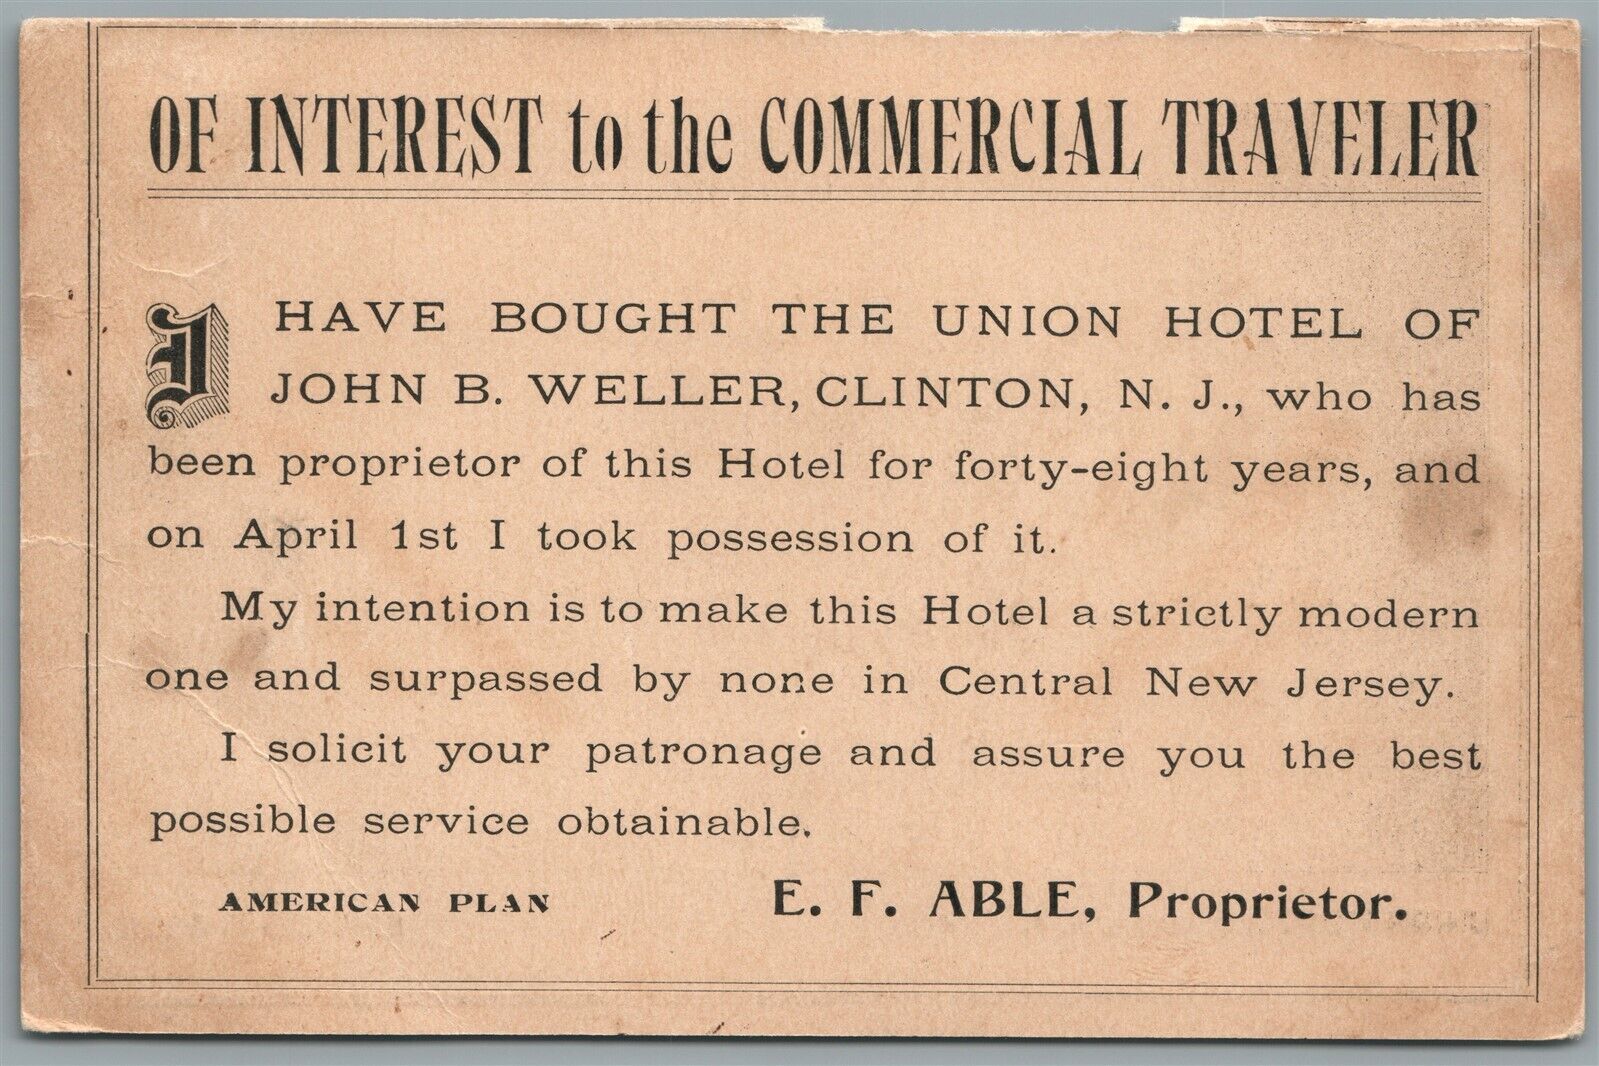 OF INTEREST to the COMMERCIAL TRAVELER
I HAVE BOUGHT THE UNION HOTEL OF
JOHN B. WELLER, CLINTON, N. J., who has
been proprietor of this Hotel for forty-eight years, and
on April 1st I took possession of it.
My intention is to make this Hotel a strictly modern
one and surpassed by none in Central New Jersey.
I solicit your patronage and assure you the best
possible service obtainable.
AMERICAN PLAN E. F. ABLE, Proprietor.